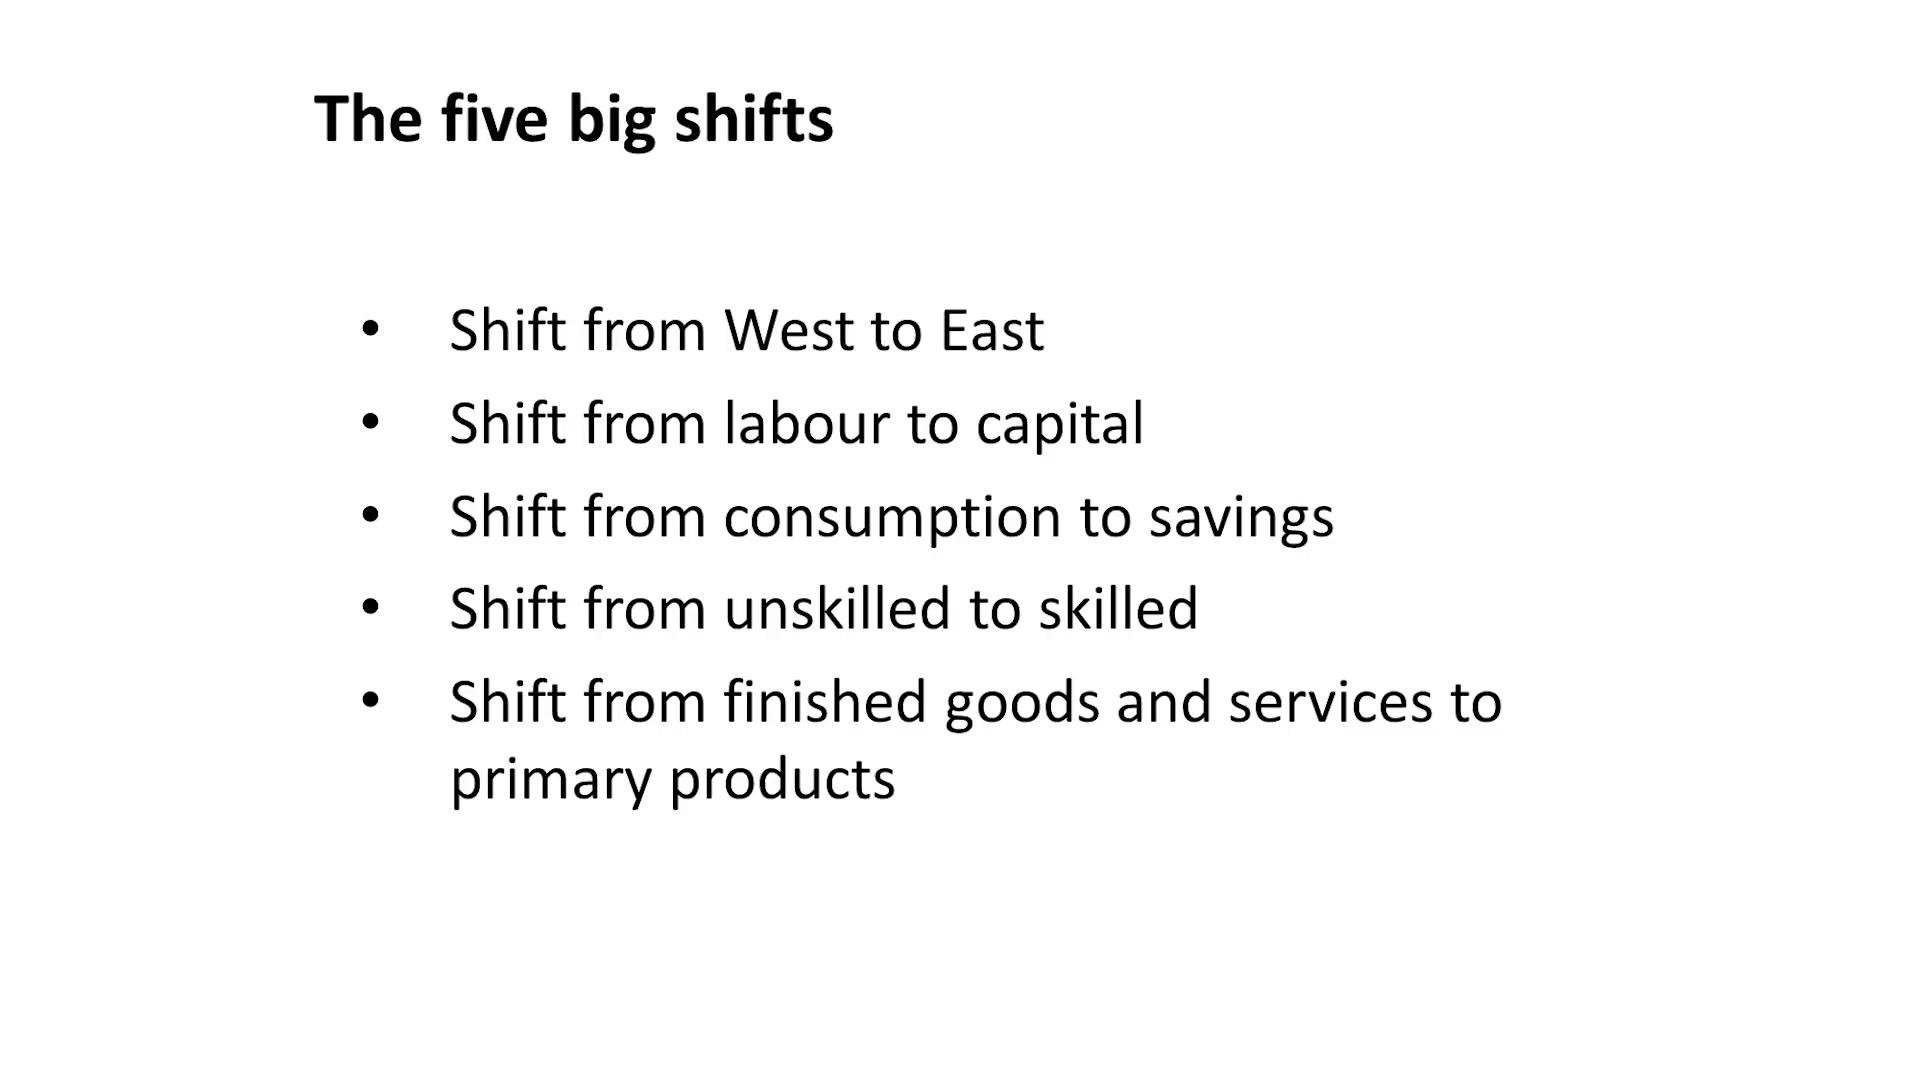 The five big shifts
• Shift from West to East
• Shift from labour to capital
• Shift from consumption to savings
• Shift from unskilled to skilled
• Shift from finished goods and services to
primary products